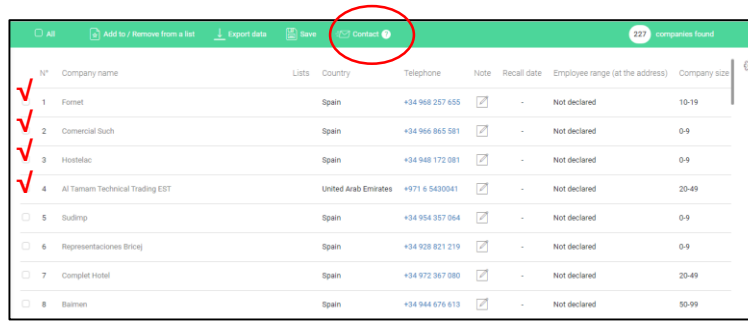 All Add to / Remove from a list Export data Save Contact ? 227 companies found
N° Company name Lists Country Telephone Note Recall date Employee range (at the address) Company size
√ 1 Fornet Spain +34 968 257 655 - Not declared 10-19
√ 2 Comercial Such Spain +34 966 865 581 - Not declared 0-9
√ 3 Hostelac Spain +34 948 172 081 - Not declared 0-9
√ 4 Al Tamam Technical Trading EST United Arab Emirates +971 6 5430041 - Not declared 20-49
5 Sudimp Spain +34 954 357 064 - Not declared 0-9
6 Representaciones Bricej Spain +34 928 821 219 - Not declared 0-9
7 Complet Hotel Spain +34 972 367 080 - Not declared 20-49
8 Baimen Spain +34 944 676 613 - Not declared 50-99